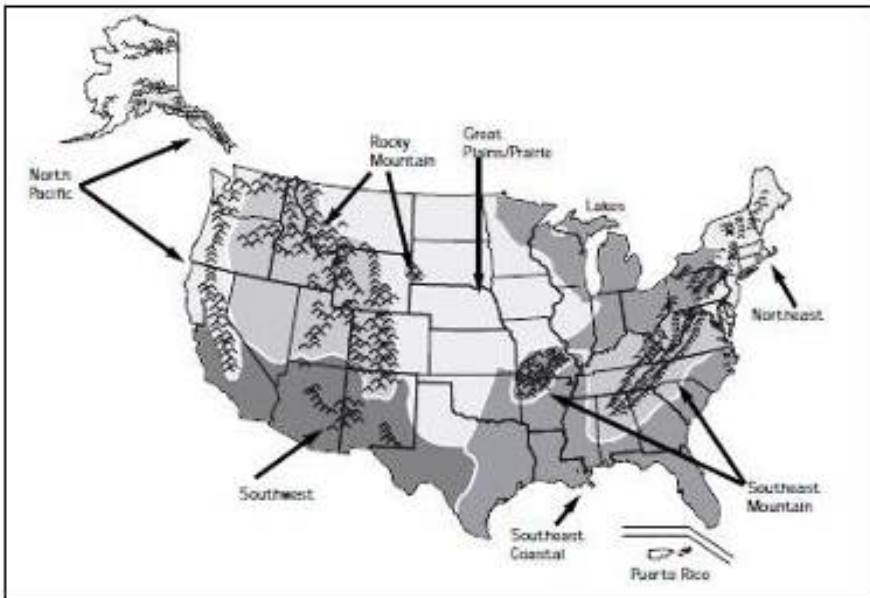 North
Pacific
Rocky
Mountain
Great
Plains/Prairie
Lakes
Northeast
Southwest
Southeast
Coastal
Southeast
Mountain
Puerto Rico